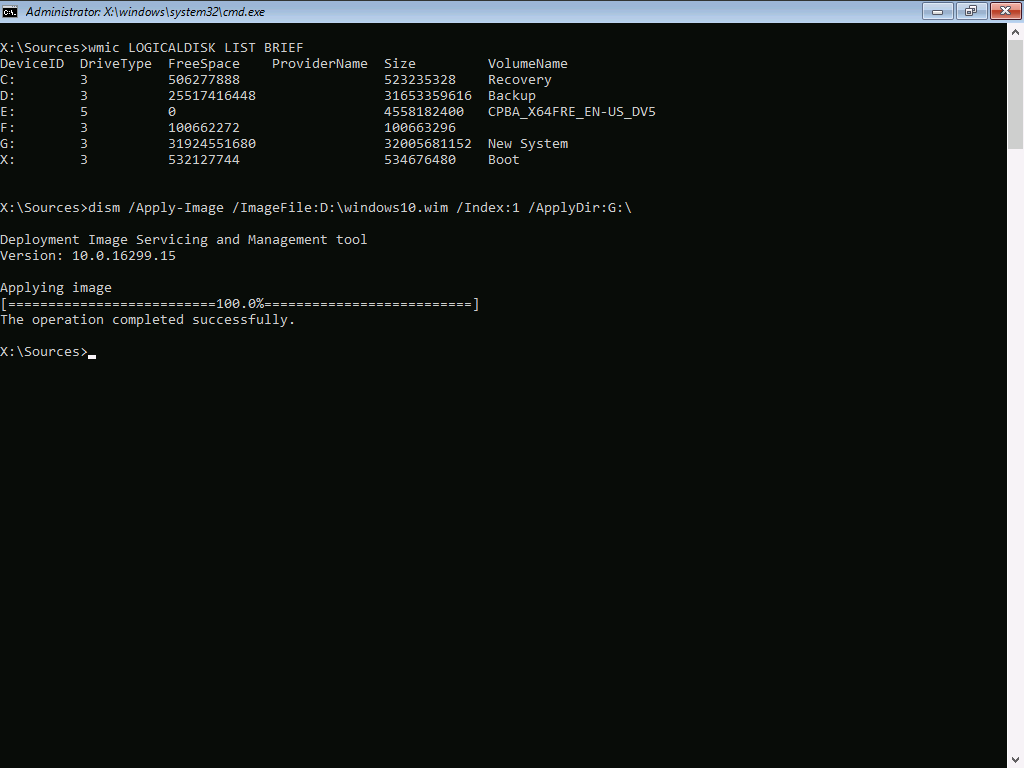 Administrator: X:\windows\system32\cmd.exe
X:\Sources>wmic LOGICALDISK LIST BRIEF
DeviceID  DriveType  FreeSpace    ProviderName  Size         VolumeName
C:        3          506277888                  523235328    Recovery
D:        3          25517416448                31653359616  Backup
E:        5          0                          4558182400   CPBA_X64FRE_EN-US_DV5
F:        3          100662272                  100663296
G:        3          31924551680                32005681152  New System
X:        3          532127744                  534676480    Boot
X:\Sources>dism /Apply-Image /ImageFile:D:\windows10.wim /Index:1 /ApplyDir:G:\
Deployment Image Servicing and Management tool
Version: 10.0.16299.15
Applying image
[==========================100.0%==========================]
The operation completed successfully.
X:\Sources>